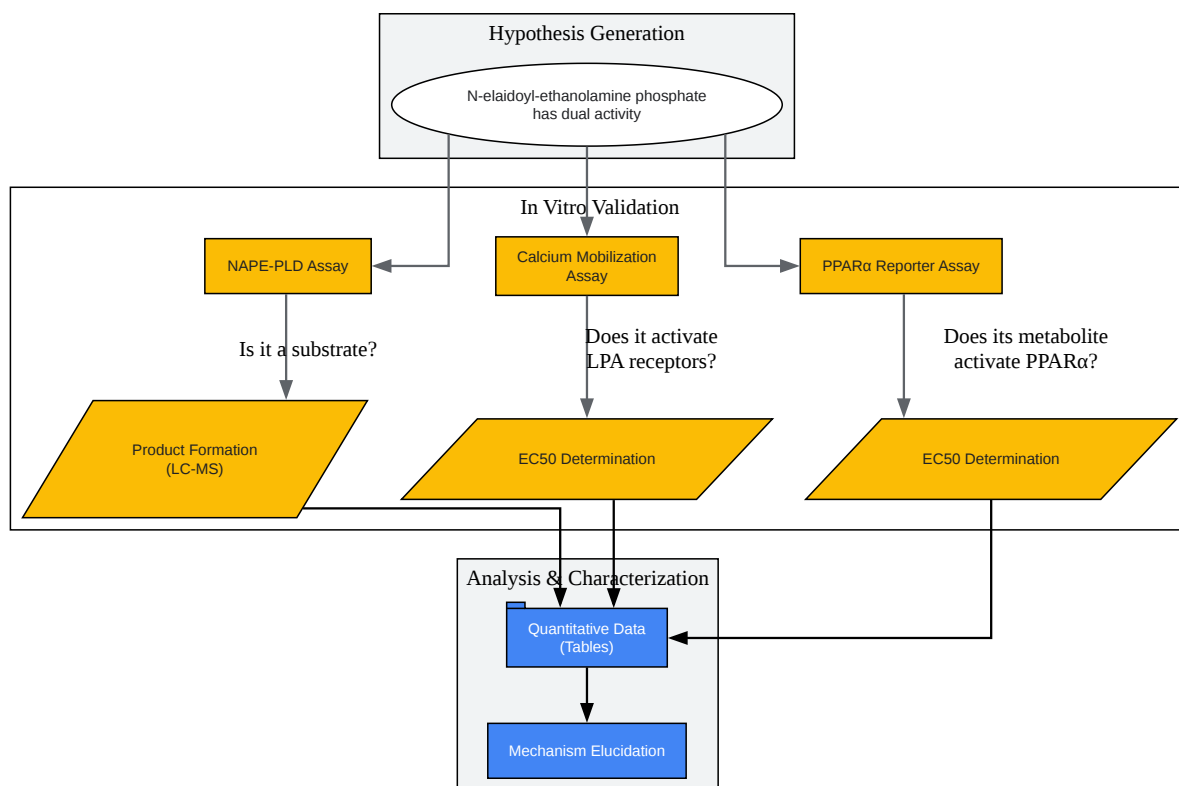 Hypothesis Generation
N-elaidoyl-ethanolamine phosphate
has dual activity
In Vitro Validation
NAPE-PLD Assay
Calcium Mobilization
Assay
PPARα Reporter Assay
Is it a substrate?
Does it activate
LPA receptors?
Does its metabolite
activate PPARα?
Product Formation
(LC-MS)
EC50 Determination
EC50 Determination
Analysis & Characterization
Quantitative Data
(Tables)
Mechanism Elucidation